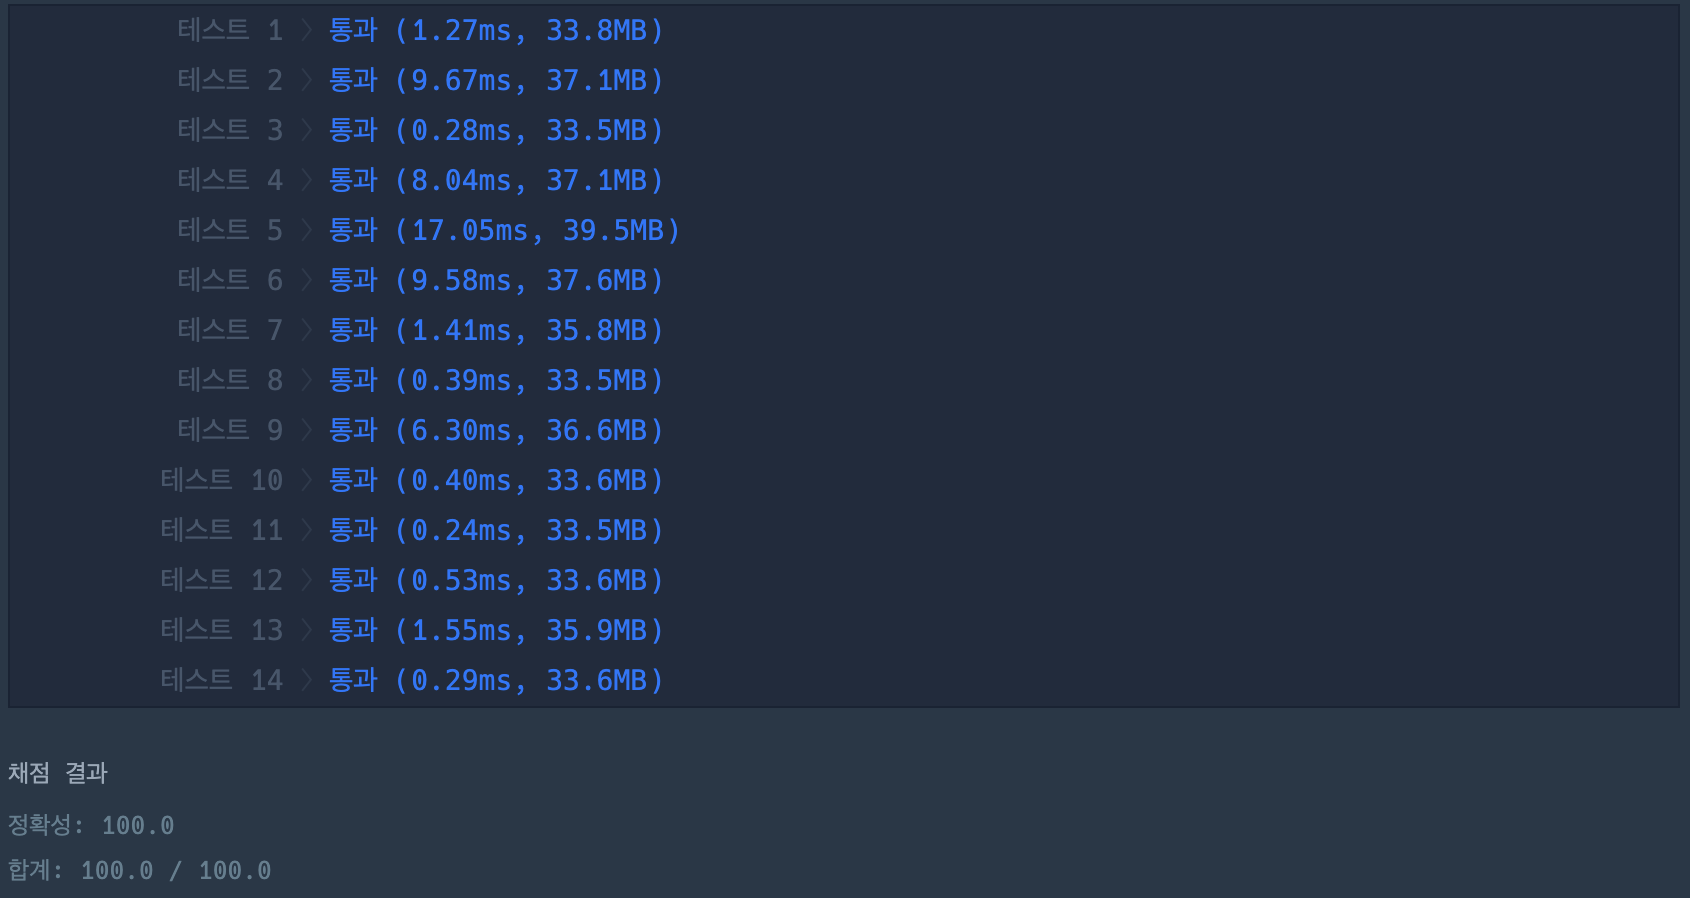 테스트 1 〉 통과 (1.27ms, 33.8MB)
테스트 2 〉 통과 (9.67ms, 37.1MB)
테스트 3 〉 통과 (0.28ms, 33.5MB)
테스트 4 〉 통과 (8.04ms, 37.1MB)
테스트 5 〉 통과 (17.05ms, 39.5MB)
테스트 6 〉 통과 (9.58ms, 37.6MB)
테스트 7 〉 통과 (1.41ms, 35.8MB)
테스트 8 〉 통과 (0.39ms, 33.5MB)
테스트 9 〉 통과 (6.30ms, 36.6MB)
테스트 10 〉 통과 (0.40ms, 33.6MB)
테스트 11 〉 통과 (0.24ms, 33.5MB)
테스트 12 〉 통과 (0.53ms, 33.6MB)
테스트 13 〉 통과 (1.55ms, 35.9MB)
테스트 14 〉 통과 (0.29ms, 33.6MB)
채점 결과
정확성: 100.0
합계: 100.0 / 100.0